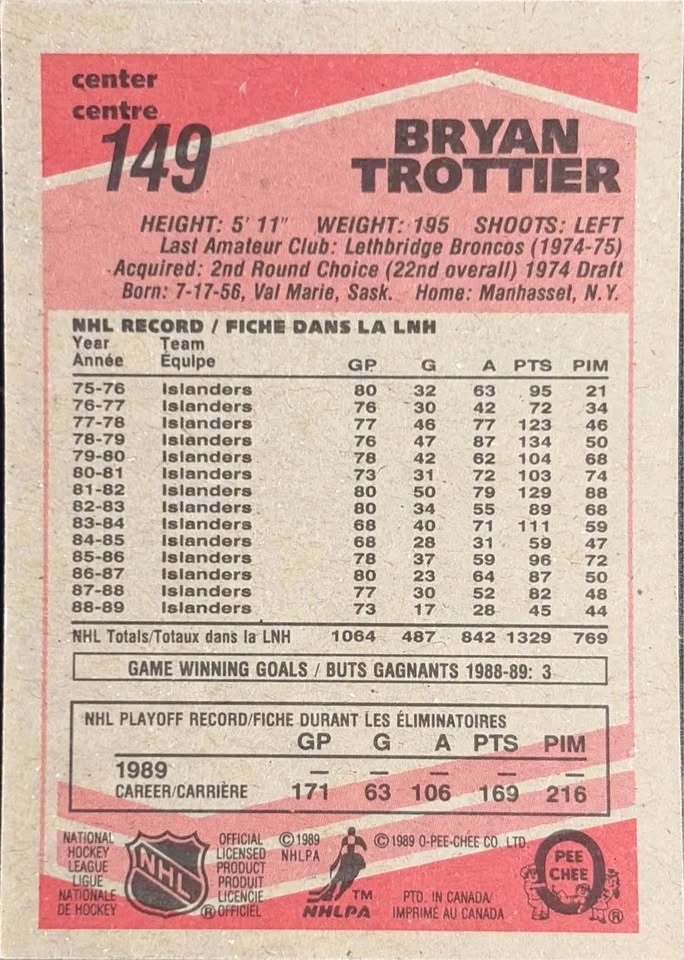 center
centre
149
BRYAN
TROTTIER
HEIGHT: 5' 11" WEIGHT: 195 SHOOTS: LEFT
Last Amateur Club: Lethbridge Broncos (1974-75)
Acquired: 2nd Round Choice (22nd overall) 1974 Draft
Born: 7-17-56, Val Marie, Sask. Home: Manhasset, N.Y.
NHL RECORD / FICHE DANS LA LNH
Year Team
Année Équipe GP G A PTS PIM
75-76 Islanders 80 32 63 95 21
76-77 Islanders 76 30 42 72 34
77-78 Islanders 77 46 77 123 46
78-79 Islanders 76 47 87 134 50
79-80 Islanders 78 42 62 104 68
80-81 Islanders 73 31 72 103 74
81-82 Islanders 80 50 79 129 88
82-83 Islanders 80 34 55 89 68
83-84 Islanders 68 40 71 111 59
84-85 Islanders 68 28 31 59 47
85-86 Islanders 78 37 59 96 72
86-87 Islanders 80 23 64 87 50
87-88 Islanders 77 30 52 82 48
88-89 Islanders 73 17 28 45 44
NHL Totals/Totaux dans la LNH 1064 487 842 1329 769
GAME WINNING GOALS / BUTS GAGNANTS 1988-89: 3
NHL PLAYOFF RECORD/FICHE DURANT LES ÉLIMINATOIRES
GP G A PTS PIM
1989 — — — — —
CAREER/CARRIÈRE 171 63 106 169 216
NATIONAL
HOCKEY
LEAGUE
LIGUE
NATIONALE
DE HOCKEY
NHL
®
OFFICIAL
LICENSED
PRODUCT
PRODUIT
LICENCIE
OFFICIEL
© 1989
NHLPA
TM
NHLPA
© 1989 O-PEE-CHEE CO. LTD.
PTD. IN CANADA/
IMPRIMÉ AU CANADA
O
PEE
CHEE
®